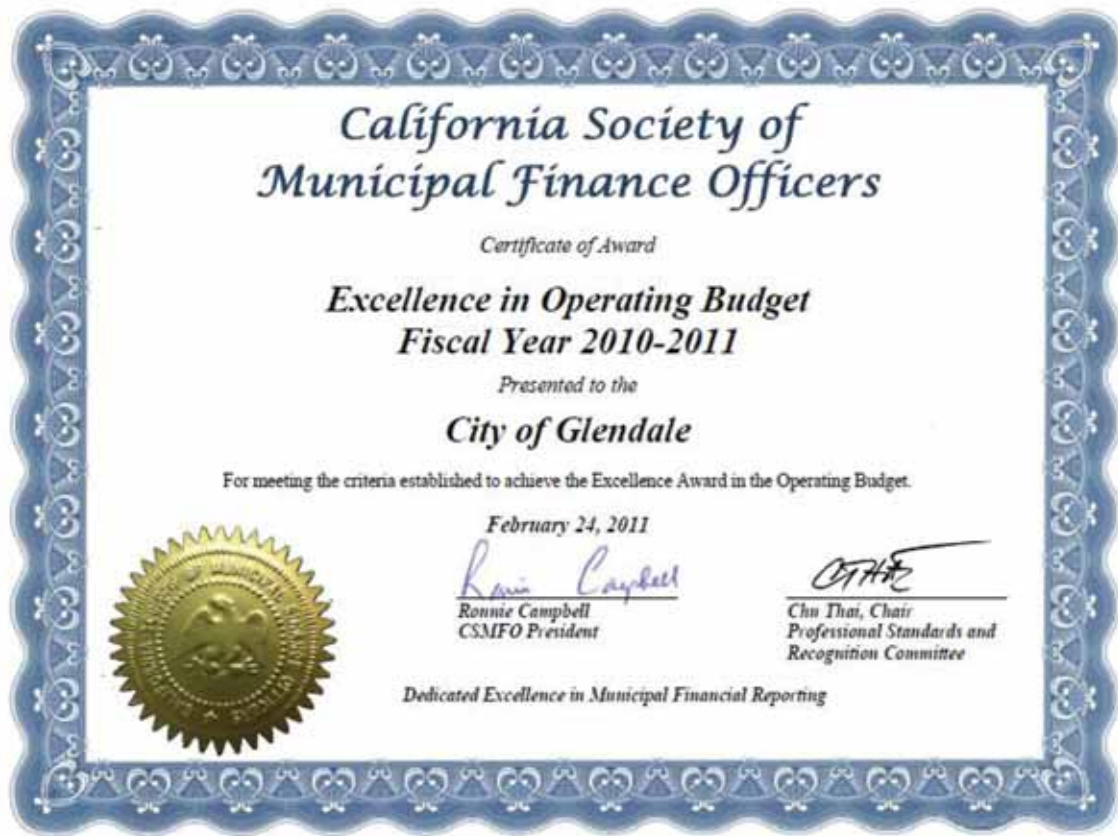 California Society of
Municipal Finance Officers
Certificate of Award
Excellence in Operating Budget
Fiscal Year 2010-2011
Presented to the
City of Glendale
For meeting the criteria established to achieve the Excellence Award in the Operating Budget.
February 24, 2011
Ronnie Campbell
Ronnie Campbell
CSMFO President
Chu Thai, Chair
Professional Standards and
Recognition Committee
Dedicated Excellence in Municipal Financial Reporting